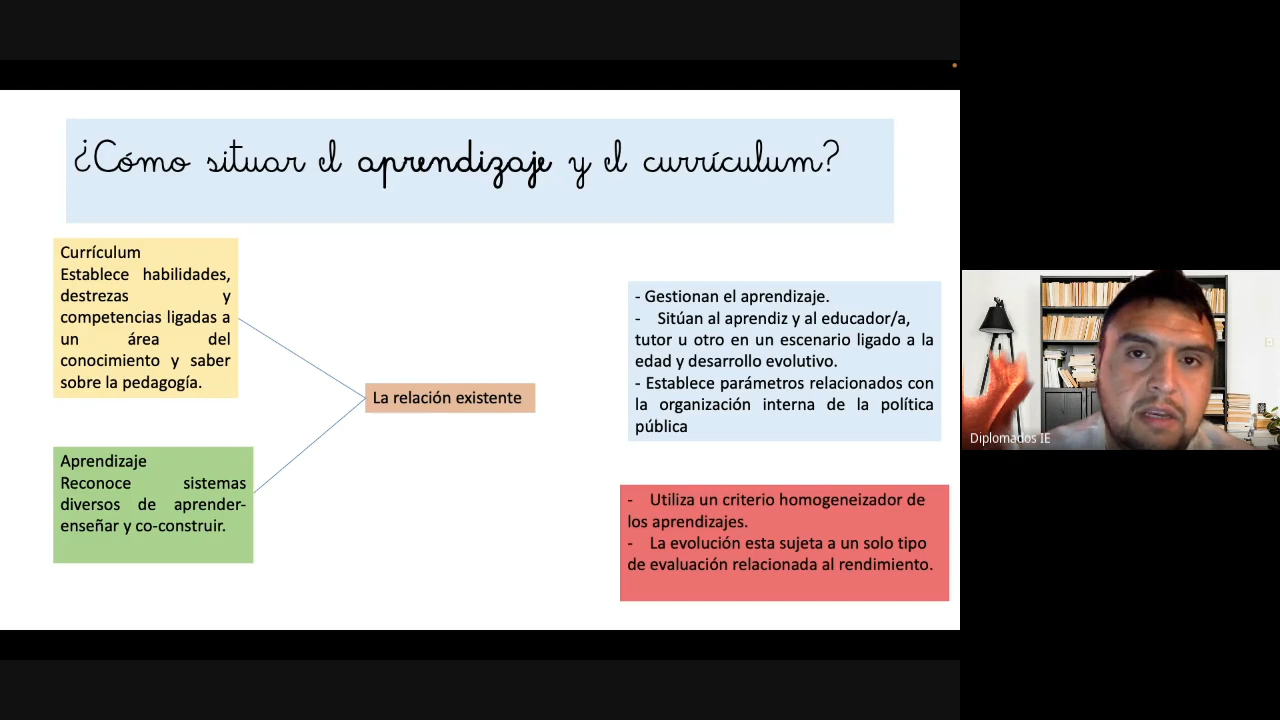 ¿Cómo situar el aprendizaje y el currículum?
Currículum
Establece habilidades,
destrezas y
competencias ligadas a
un área del
conocimiento y saber
sobre la pedagogía.
Aprendizaje
Reconoce sistemas
diversos de aprender-
enseñar y co-construir.
La relación existente
- Gestionan el aprendizaje.
- Sitúan al aprendiz y al educador/a,
tutor u otro en un escenario ligado a la
edad y desarrollo evolutivo.
- Establece parámetros relacionados con
la organización interna de la política
pública
- Utiliza un criterio homogeneizador de
los aprendizajes.
- La evolución esta sujeta a un solo tipo
de evaluación relacionada al rendimiento.
Diplomados IE